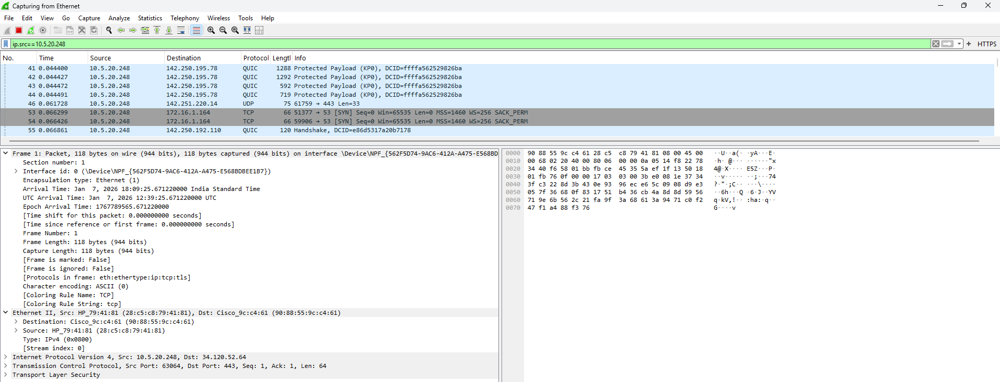 Capturing from Ethernet
File Edit View Go Capture Analyze Statistics Telephony Wireless Tools Help
ip.src==10.5.20.248
HTTPS
No. Time Source Destination Protocol Lengtl Info
41 0.044400 10.5.20.248 142.250.195.78 QUIC 1288 Protected Payload (KP0), DCID=ffffa562529826ba
42 0.044427 10.5.20.248 142.250.195.78 QUIC 1292 Protected Payload (KP0), DCID=ffffa562529826ba
43 0.044472 10.5.20.248 142.250.195.78 QUIC 592 Protected Payload (KP0), DCID=ffffa562529826ba
44 0.044491 10.5.20.248 142.250.195.78 QUIC 719 Protected Payload (KP0), DCID=ffffa562529826ba
46 0.061728 10.5.20.248 142.251.220.14 UDP 75 61759 → 443 Len=33
53 0.066299 10.5.20.248 172.16.1.164 TCP 66 51377 → 53 [SYN] Seq=0 Win=65535 Len=0 MSS=1460 WS=256 SACK_PERM
54 0.066426 10.5.20.248 172.16.1.164 TCP 66 59906 → 53 [SYN] Seq=0 Win=65535 Len=0 MSS=1460 WS=256 SACK_PERM
55 0.066861 10.5.20.248 142.250.192.110 QUIC 120 Handshake, DCID=e86d5317a20b7178
Frame 1: Packet, 118 bytes on wire (944 bits), 118 bytes captured (944 bits) on interface \Device\NPF_{562F5D74-9AC6-412A-A475-E568BD
Section number: 1
Interface id: 0 (\Device\NPF_{562F5D74-9AC6-412A-A475-E568BDBEE1B7})
Encapsulation type: Ethernet (1)
Arrival Time: Jan  7, 2026 18:09:25.671220000 India Standard Time
UTC Arrival Time: Jan  7, 2026 12:39:25.671220000 UTC
Epoch Arrival Time: 1767789565.671220000
[Time shift for this packet: 0.000000000 seconds]
[Time since reference or first frame: 0.000000000 seconds]
Frame Number: 1
Frame Length: 118 bytes (944 bits)
Capture Length: 118 bytes (944 bits)
[Frame is marked: False]
[Frame is ignored: False]
[Protocols in frame: eth:ethertype:ip:tcp:tls]
Character encoding: ASCII (0)
[Coloring Rule Name: TCP]
[Coloring Rule String: tcp]
Ethernet II, Src: HP_79:41:81 (28:c5:c8:79:41:81), Dst: Cisco_9c:c4:61 (90:88:55:9c:c4:61)
Destination: Cisco_9c:c4:61 (90:88:55:9c:c4:61)
Source: HP_79:41:81 (28:c5:c8:79:41:81)
Type: IPv4 (0x0800)
[Stream index: 0]
Internet Protocol Version 4, Src: 10.5.20.248, Dst: 34.120.52.64
Transmission Control Protocol, Src Port: 63064, Dst Port: 443, Seq: 1, Ack: 1, Len: 64
Transport Layer Security
0000 90 88 55 9c c4 61 28 c5 c8 79 41 81 08 00 45 00 ··U··a(· ·yA···E·
0010 00 68 02 20 40 00 80 06 00 00 0a 05 14 f8 22 78 ·h· @··· ······"x
0020 34 40 f6 58 01 bb fb ce 45 35 5a ef 1f 13 50 18 4@·X···· E5Z···P·
0030 01 fb 76 0f 00 00 17 03 03 00 3b e0 08 1e 37 34 ··v····· ··;···74
0040 3f c3 22 8d 3b 43 0e 93 96 ec e6 5c 09 08 d9 e3 ?·"·;C·· ···\····
0050 05 7f 36 68 0f 83 17 51 b4 36 cb 4a 8d 8d 59 56 ··6h···Q ·6·J··YV
0060 71 9e 6b 56 2c 21 fa 9f 3a 68 61 3a 94 71 c0 f2 q·kV,!·· :ha:·q··
0070 47 f1 a4 88 f3 76 G····v